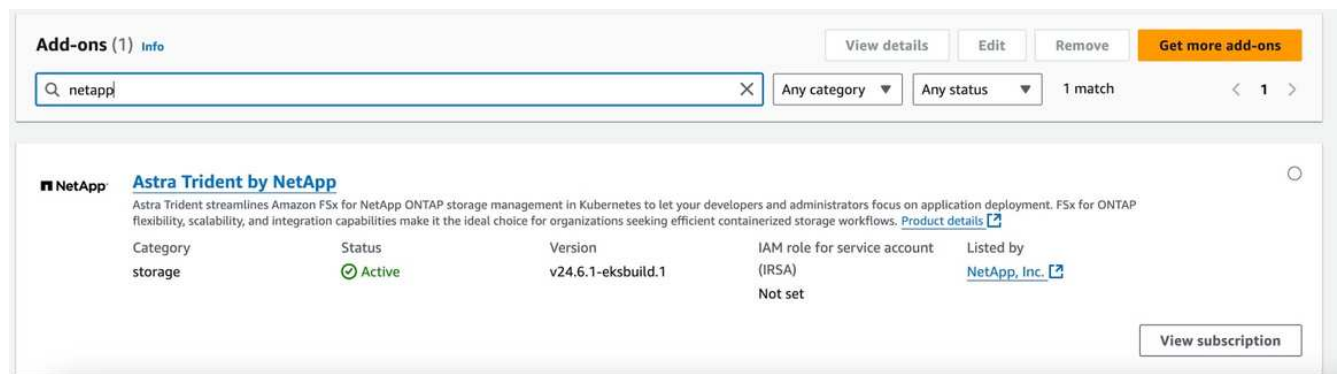 Add-ons (1) Info
View details
Edit
Remove
Get more add-ons
netapp
Any category
Any status
1 match
1
NetApp
Astra Trident by NetApp
Astra Trident streamlines Amazon FSx for NetApp ONTAP storage management in Kubernetes to let your developers and administrators focus on application deployment. FSx for ONTAP
flexibility, scalability, and integration capabilities make it the ideal choice for organizations seeking efficient containerized storage workflows. Product details
Category
storage
Status
Active
Version
v24.6.1-eksbuild.1
IAM role for service account
(IRSA)
Not set
Listed by
NetApp, Inc.
View subscription